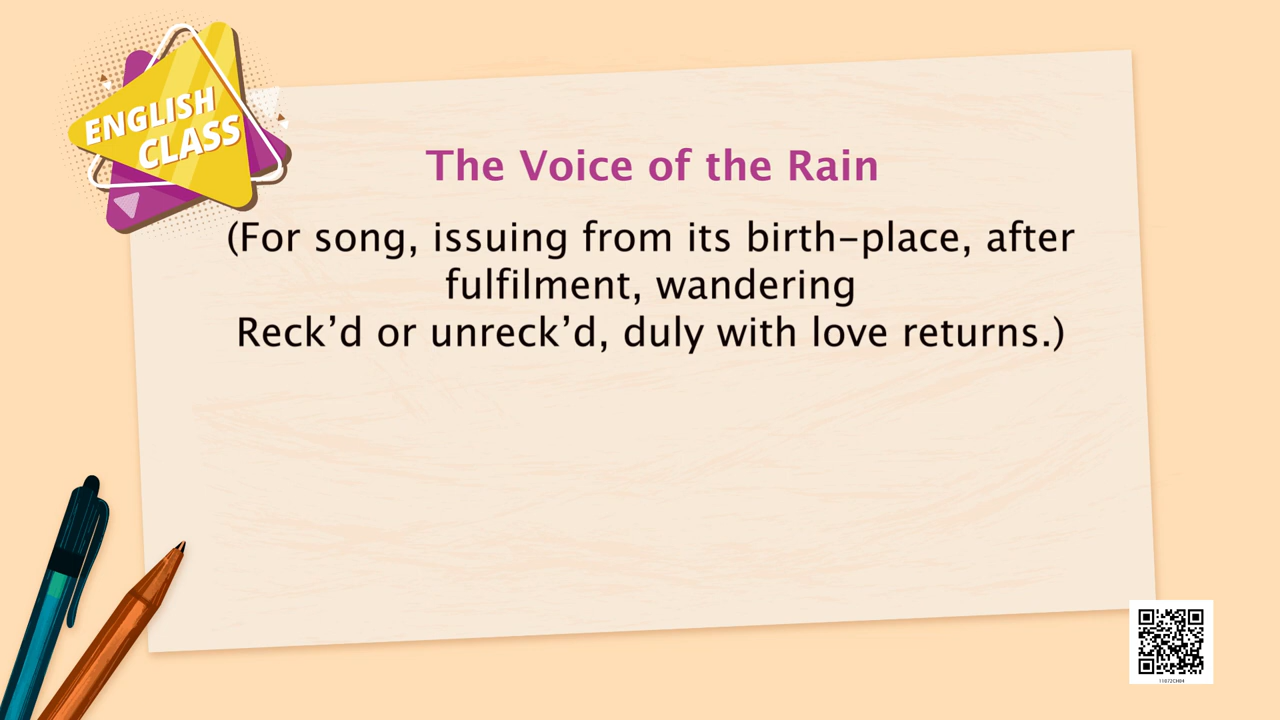 ENGLISH
CLASS
The Voice of the Rain
(For song, issuing from its birth–place, after
fulfilment, wandering
Reck’d or unreck’d, duly with love returns.)
11072CH04